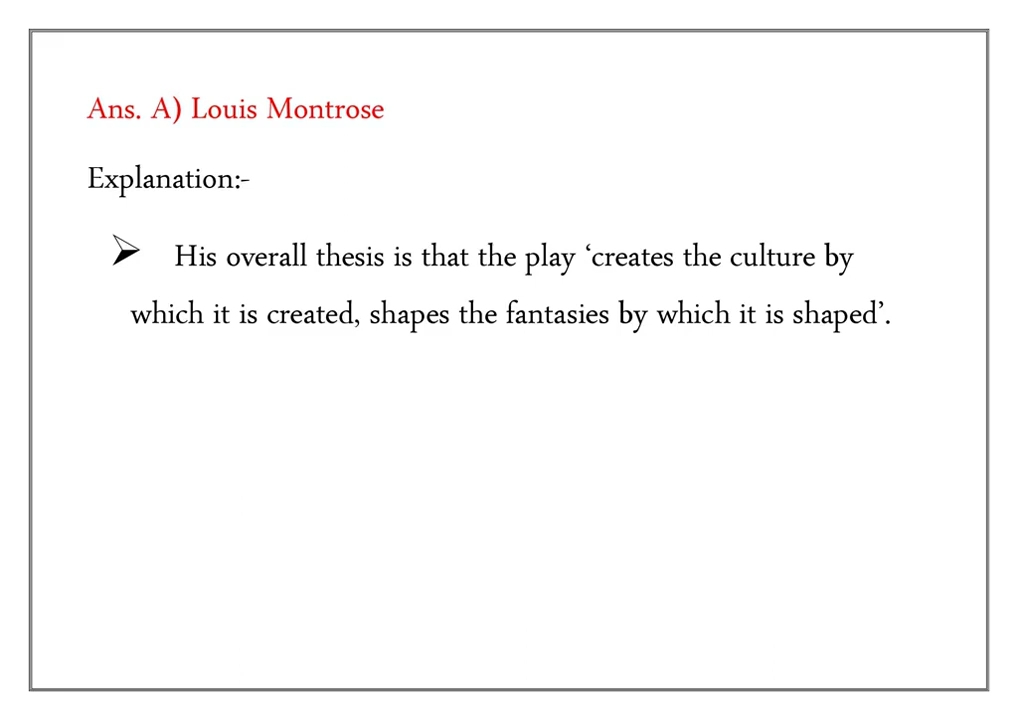 Ans. A) Louis Montrose
Explanation:-
➢ His overall thesis is that the play ‘creates the culture by
which it is created, shapes the fantasies by which it is shaped’.